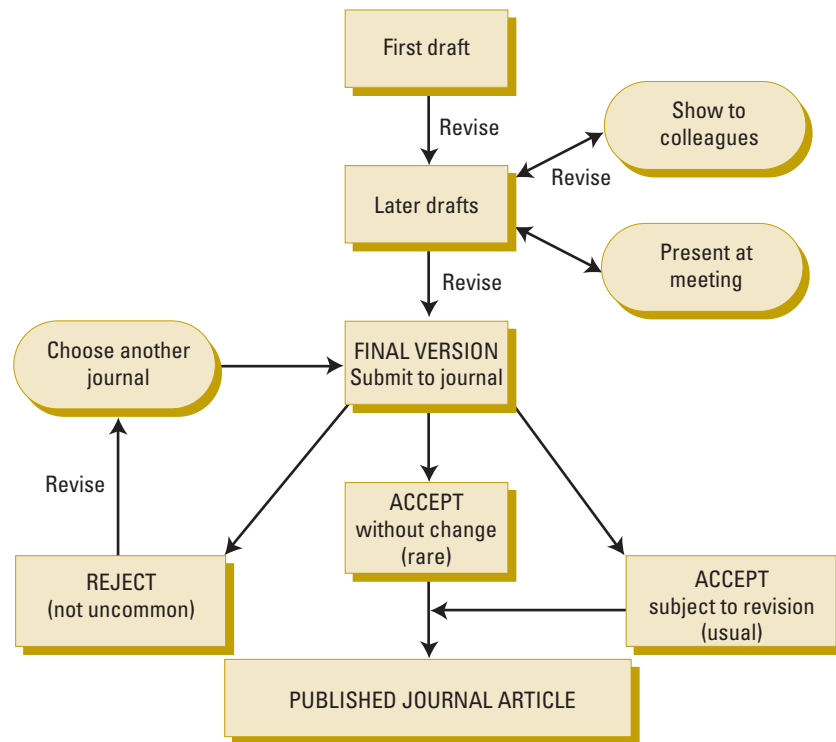 First draft
Revise
Show to
colleagues
Revise
Later drafts
Present at
meeting
Revise
Choose another
journal
FINAL VERSION
Submit to journal
Revise
ACCEPT
without change
(rare)
REJECT
(not uncommon)
ACCEPT
subject to revision
(usual)
PUBLISHED JOURNAL ARTICLE